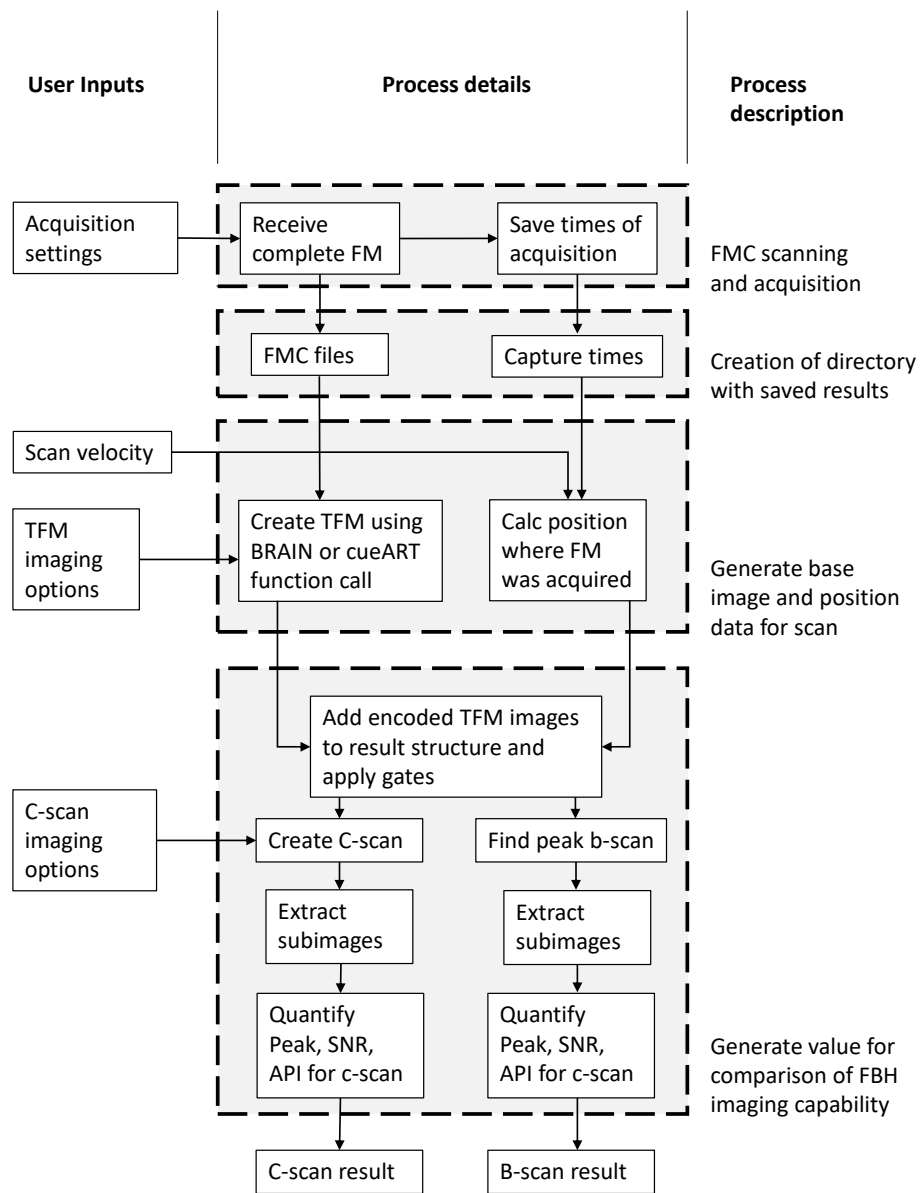 User Inputs
Process details
Process
description
Acquisition
settings
Receive
complete FM
Save times of
acquisition
FMC scanning
and acquisition
FMC files
Capture times
Creation of directory
with saved results
Scan velocity
TFM
imaging
options
Create TFM using
BRAIN or cueART
function call
Calc position
where FM
was acquired
Generate base
image and position
data for scan
Add encoded TFM images
to result structure and
apply gates
C-scan
imaging
options
Create C-scan
Find peak b-scan
Extract
subimages
Extract
subimages
Quantify
Peak, SNR,
API for c-scan
Quantify
Peak, SNR,
API for c-scan
Generate value for
comparison of FBH
imaging capability
C-scan result
B-scan result